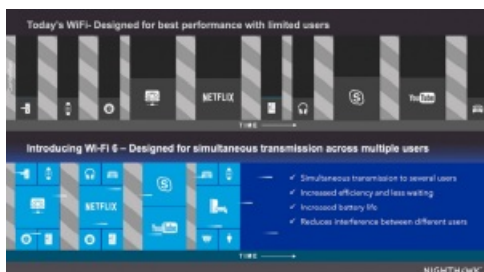 Today's WiFi- Designed for best performance with limited users
NETFLIX
YouTube
TIME
Introducing Wi-Fi 6 – Designed for simultaneous transmission across multiple users
NETFLIX
YouTube
✓ Simultaneous transmission to several users
✓ Increased efficiency and less waiting
✓ Increased battery life
✓ Reduces interference between different users
TIME
NIGHTHAWK